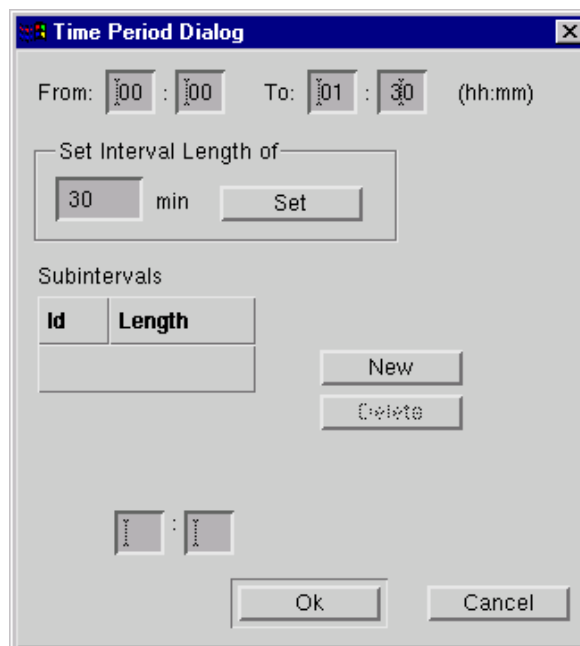 Time Period Dialog
From: 00 : 00 To: 01 : 30 (hh:mm)
Set Interval Length of
30 min Set
Subintervals
Id Length
New
Delete
:
Ok Cancel